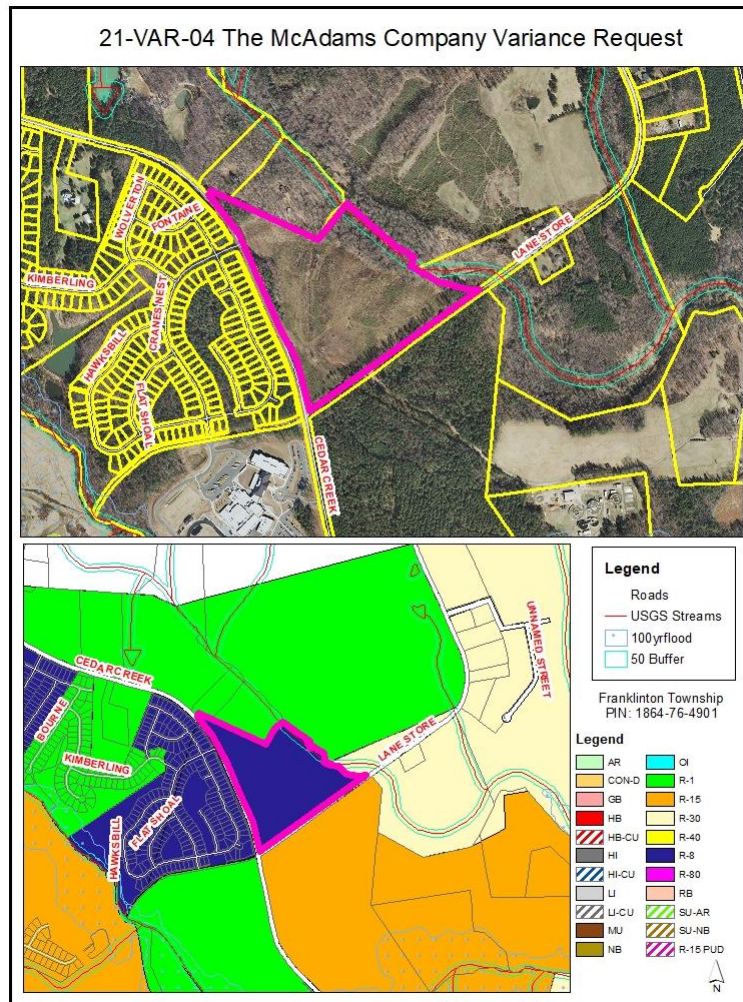 21-VAR-04 The McAdams Company Variance Request
WOLVERTON
FONTAINE
KIMBERLING
CRANES NEST
HAWKSBILL
FLAT SHOAL
LANE STORE
CEDAR CREEK
CEDAR CREEK
BOURNE
KIMBERLING
FLAT SHOAL
HAWKSBILL
LANE STORE
UNNAMED STREET
Legend
Roads
USGS Streams
100yrflood
50 Buffer
Franklinton Township
PIN: 1864-76-4901
Legend
AR
CON-D
GB
HB
HB-CU
HI
HI-CU
LI
LI-CU
MU
NB
OI
R-1
R-15
R-30
R-40
R-8
R-80
RB
SU-AR
SU-NB
R-15 PUD
N